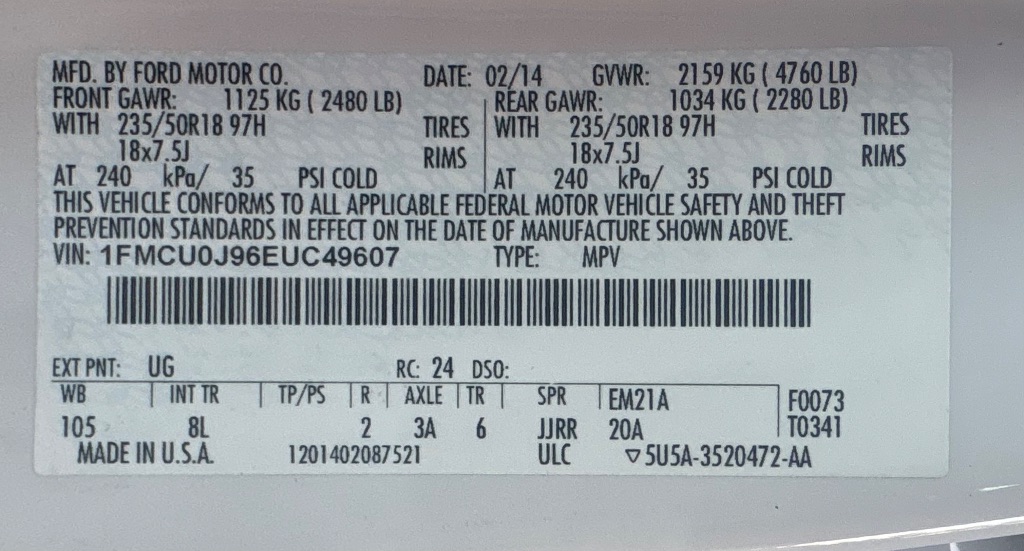 MFD. BY FORD MOTOR CO. DATE: 02/14 GVWR: 2159 KG ( 4760 LB)
FRONT GAWR: 1125 KG ( 2480 LB) REAR GAWR: 1034 KG ( 2280 LB)
WITH 235/50R18 97H TIRES WITH 235/50R18 97H TIRES
18x7.5J RIMS 18x7.5J RIMS
AT 240 kPa/ 35 PSI COLD AT 240 kPa/ 35 PSI COLD
THIS VEHICLE CONFORMS TO ALL APPLICABLE FEDERAL MOTOR VEHICLE SAFETY AND THEFT
PREVENTION STANDARDS IN EFFECT ON THE DATE OF MANUFACTURE SHOWN ABOVE.
VIN: 1FMCU0J96EUC49607 TYPE: MPV
EXT PNT: UG RC: 24 DSO:
WB INT TR TP/PS R AXLE TR SPR EM21A F0073
105 8L 2 3A 6 JJRR 20A T0341
MADE IN U.S.A. 1201402087521 ULC ▽5U5A-3520472-AA